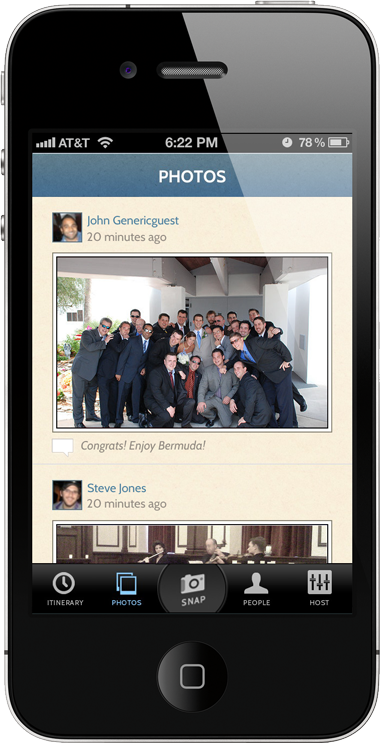 AT&T 6:22 PM 78 %
PHOTOS
John Genericguest
20 minutes ago
Congrats! Enjoy Bermuda!
Steve Jones
20 minutes ago
ITINERARY PHOTOS SNAP PEOPLE HOST